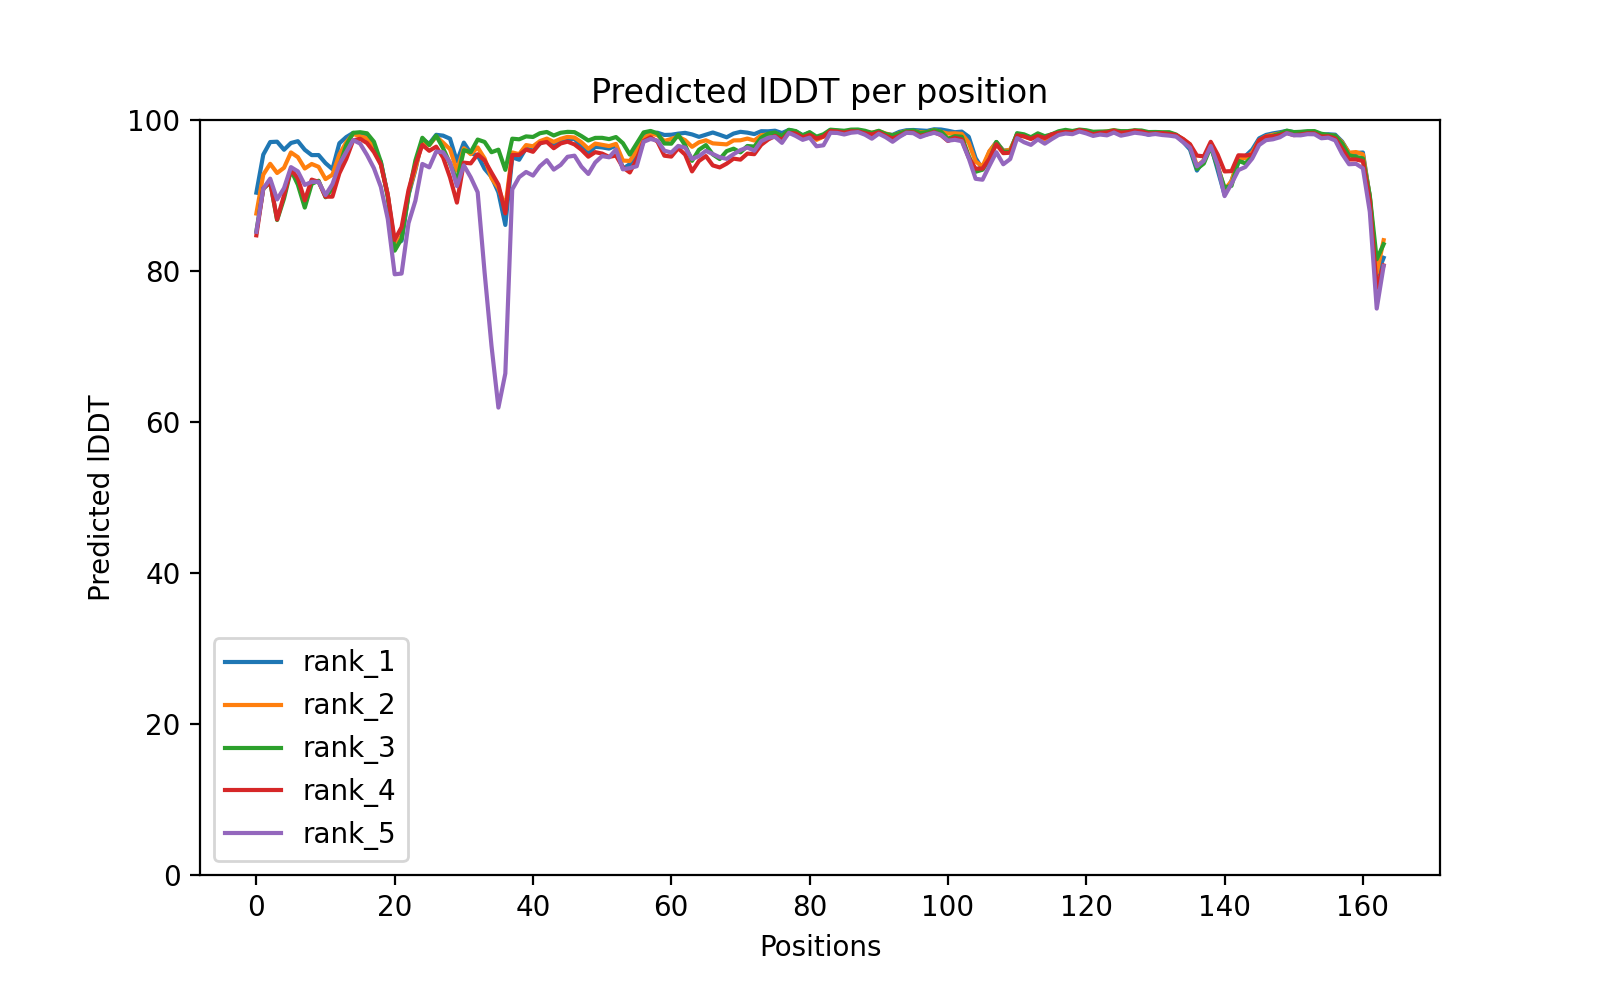 Predicted lDDT per position
100
80
60
40
20
0
Predicted lDDT
rank_1
rank_2
rank_3
rank_4
rank_5
0 20 40 60 80 100 120 140 160
Positions